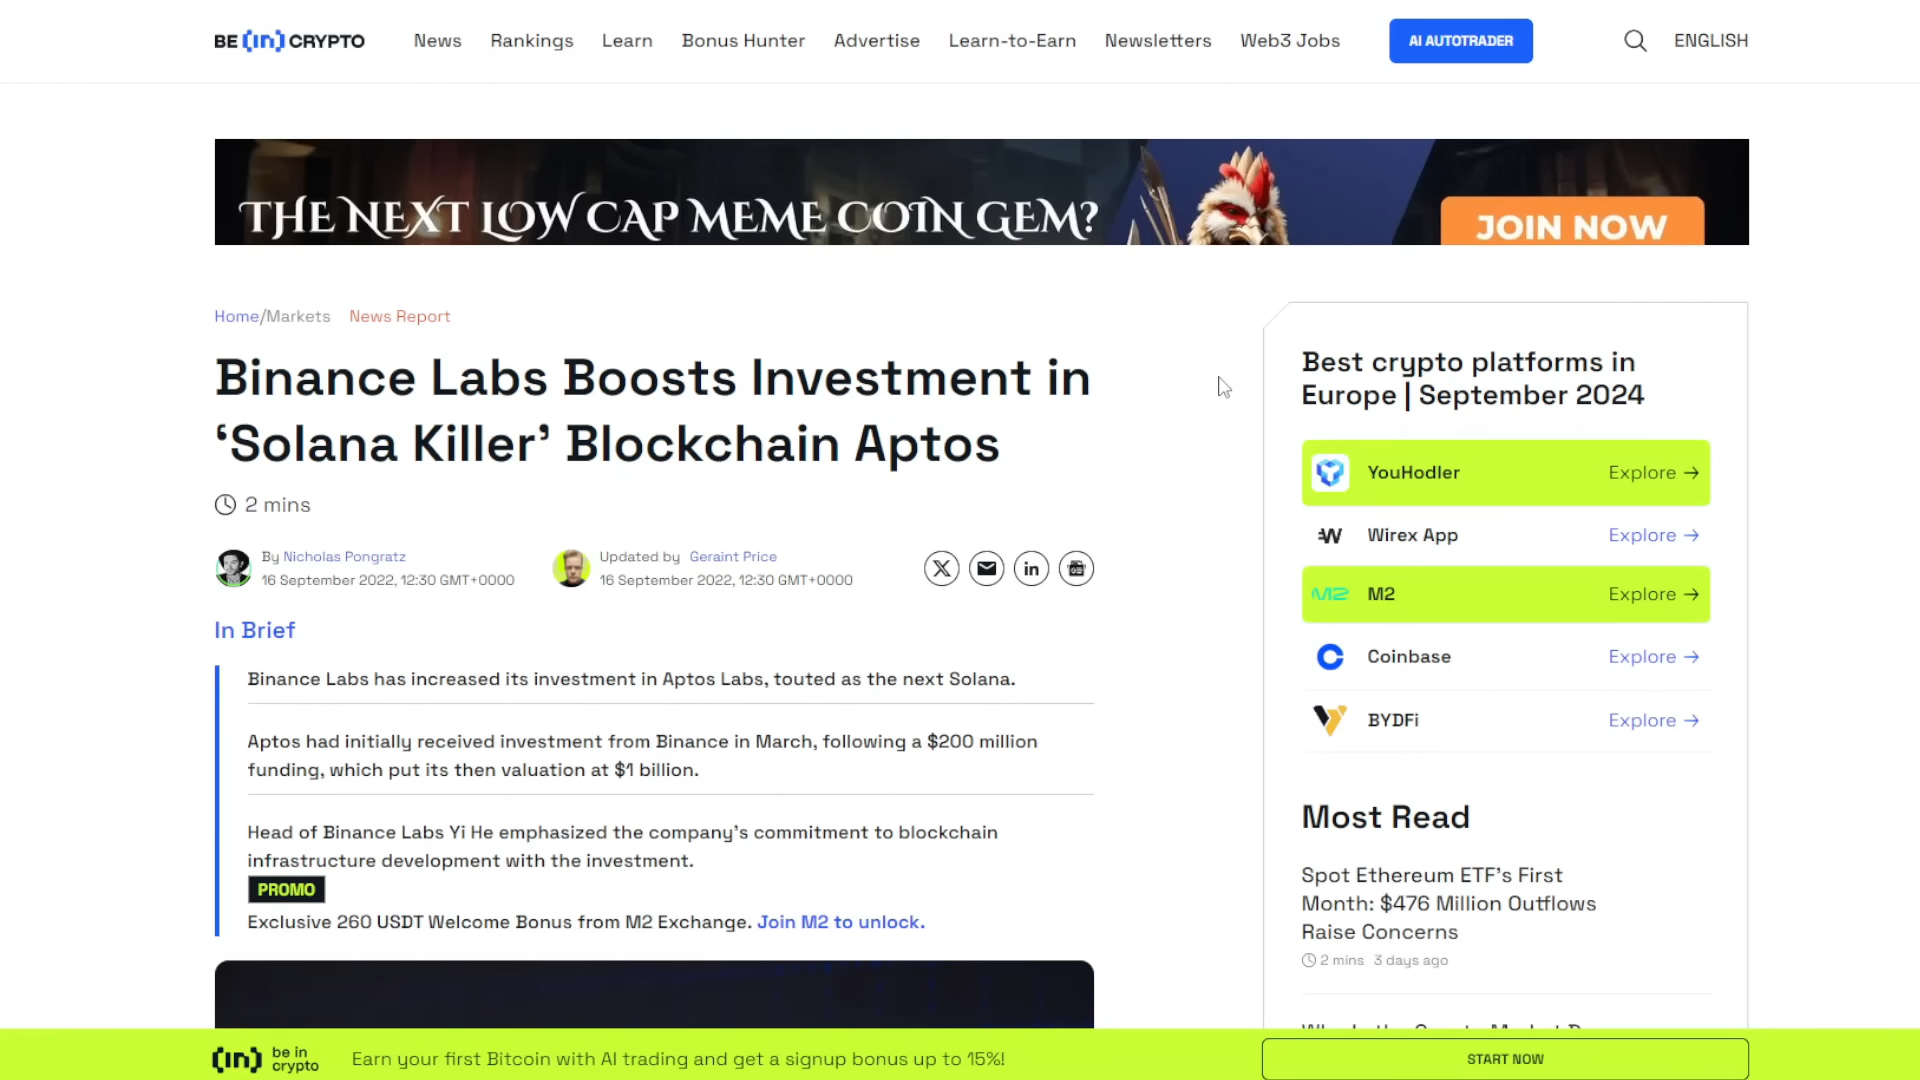 BE [in] CRYPTO
News
Rankings
Learn
Bonus Hunter
Advertise
Learn-to-Earn
Newsletters
Web3 Jobs
AI AUTOTRADER
ENGLISH
THE NEXT LOW CAP MEME COIN GEM?
JOIN NOW
Home/Markets News Report
Binance Labs Boosts Investment in
‘Solana Killer’ Blockchain Aptos
2 mins
By Nicholas Pongratz
16 September 2022, 12:30 GMT+0000
Updated by Geraint Price
16 September 2022, 12:30 GMT+0000
In Brief
Binance Labs has increased its investment in Aptos Labs, touted as the next Solana.
Aptos had initially received investment from Binance in March, following a $200 million
funding, which put its then valuation at $1 billion.
Head of Binance Labs Yi He emphasized the company’s commitment to blockchain
infrastructure development with the investment.
PROMO
Exclusive 260 USDT Welcome Bonus from M2 Exchange. Join M2 to unlock.
Best crypto platforms in
Europe | September 2024
YouHodler Explore →
Wirex App Explore →
M2 M2 Explore →
Coinbase Explore →
BYDFi Explore →
Most Read
Spot Ethereum ETF’s First
Month: $476 Million Outflows
Raise Concerns
2 mins 3 days ago
[in] be in
crypto
Earn your first Bitcoin with AI trading and get a signup bonus up to 15%!
START NOW